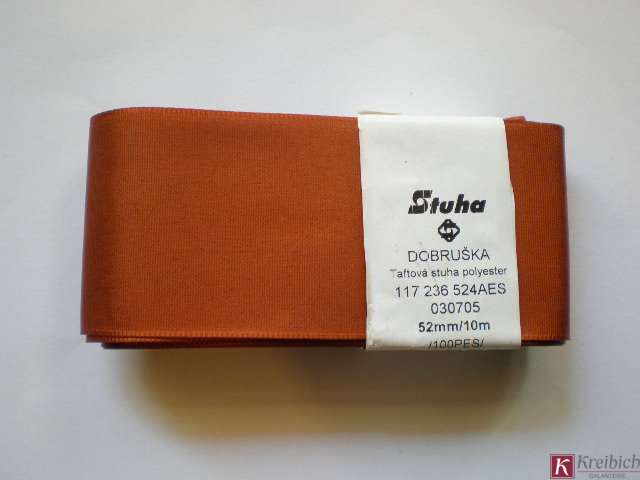 Stuha
DOBRUŠKA
Taftová stuha polyester
117 236 524AES
030705
52mm/10m
/100PES/
K Kreibich
GALANTERIE